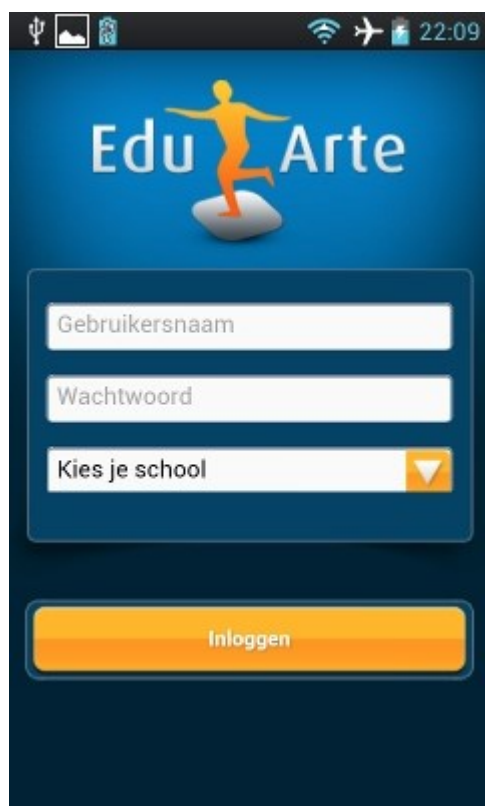 22:09
Edu Arte
Gebruikersnaam
Wachtwoord
Kies je school
Inloggen